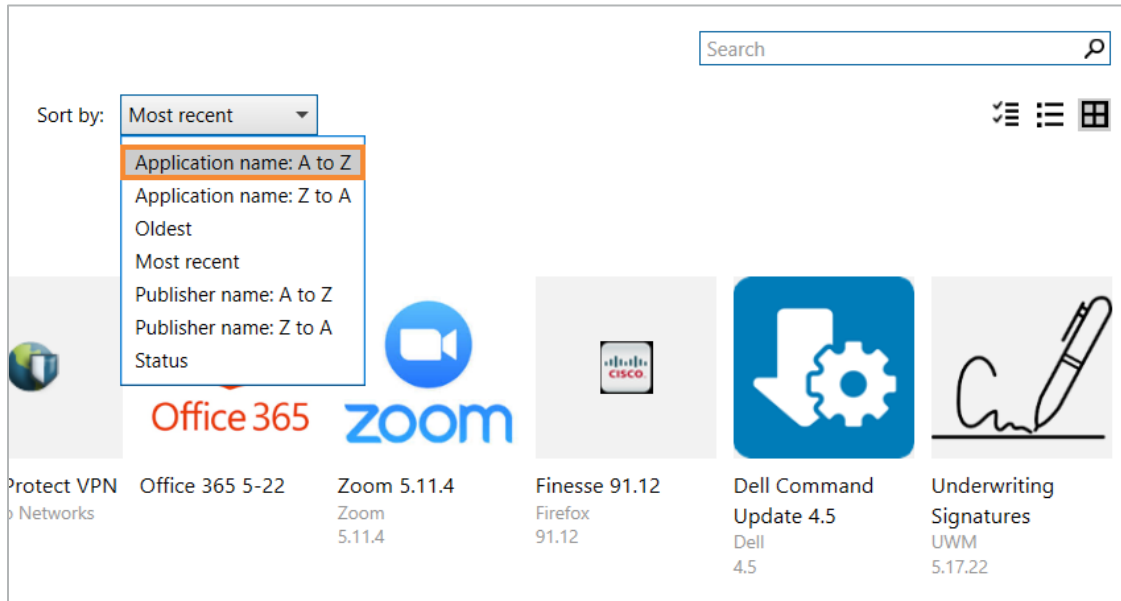 Search
Sort by: Most recent
Application name: A to Z
Application name: Z to A
Oldest
Most recent
Publisher name: A to Z
Publisher name: Z to A
Status
CISCO
Office 365
zoom
Protect VPN
Networks
Office 365 5-22
Zoom 5.11.4
Zoom
5.11.4
Finesse 91.12
Firefox
91.12
Dell Command
Update 4.5
Dell
4.5
Underwriting
Signatures
UWM
5.17.22